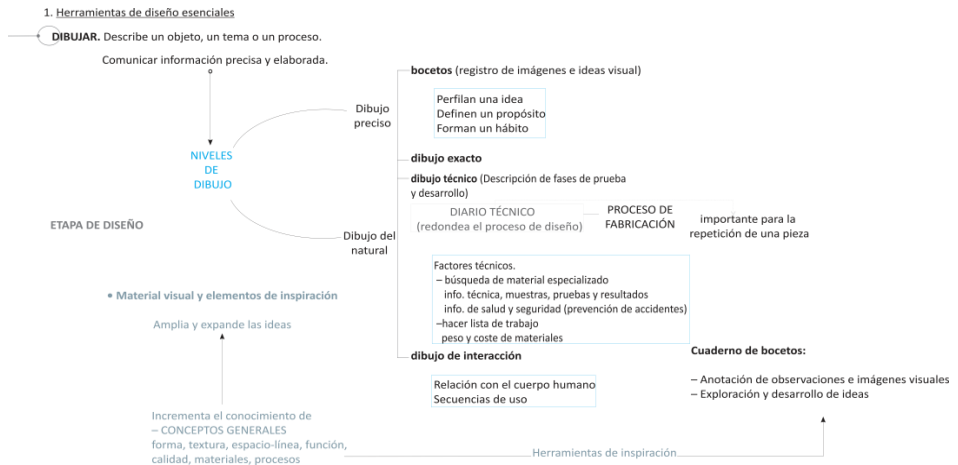 1. Herramientas de diseño esenciales
DIBUJAR. Describe un objeto, un tema o un proceso.
Comunicar información precisa y elaborada.
NIVELES
DE
DIBUJO
Dibujo
preciso
bocetos (registro de imágenes e ideas visual)
Perfilan una idea
Definen un propósito
Forman un hábito
dibujo exacto
dibujo técnico (Descripción de fases de prueba
y desarrollo)
DIARIO TÉCNICO
(redondea el proceso de diseño)
PROCESO DE
FABRICACIÓN
importante para la
repetición de una pieza
ETAPA DE DISEÑO
Dibujo del
natural
Factores técnicos.
– búsqueda de material especializado
info. técnica, muestras, pruebas y resultados
info. de salud y seguridad (prevención de accidentes)
–hacer lista de trabajo
peso y coste de materiales
dibujo de interacción
Relación con el cuerpo humano
Secuencias de uso
• Material visual y elementos de inspiración
Amplia y expande las ideas
Incrementa el conocimiento de
– CONCEPTOS GENERALES
forma, textura, espacio-línea, función,
calidad, materiales, procesos
Herramientas de inspiración
Cuaderno de bocetos:
– Anotación de observaciones e imágenes visuales
– Exploración y desarrollo de ideas